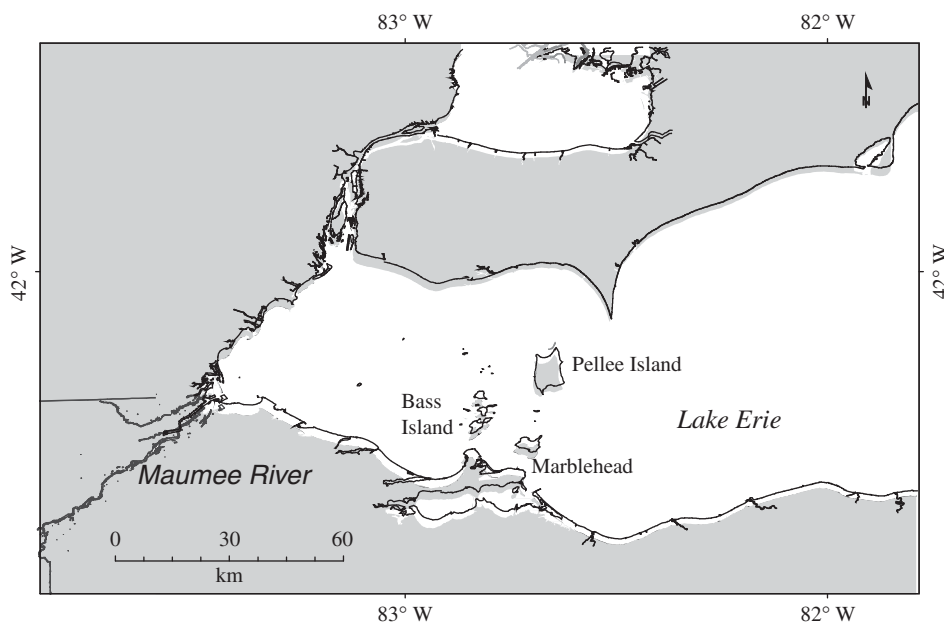 83° W
82° W
N
42° W
42° W
Pellee Island
Bass
Island
Lake Erie
Marblehead
Maumee River
0
30
60
km
83° W
82° W